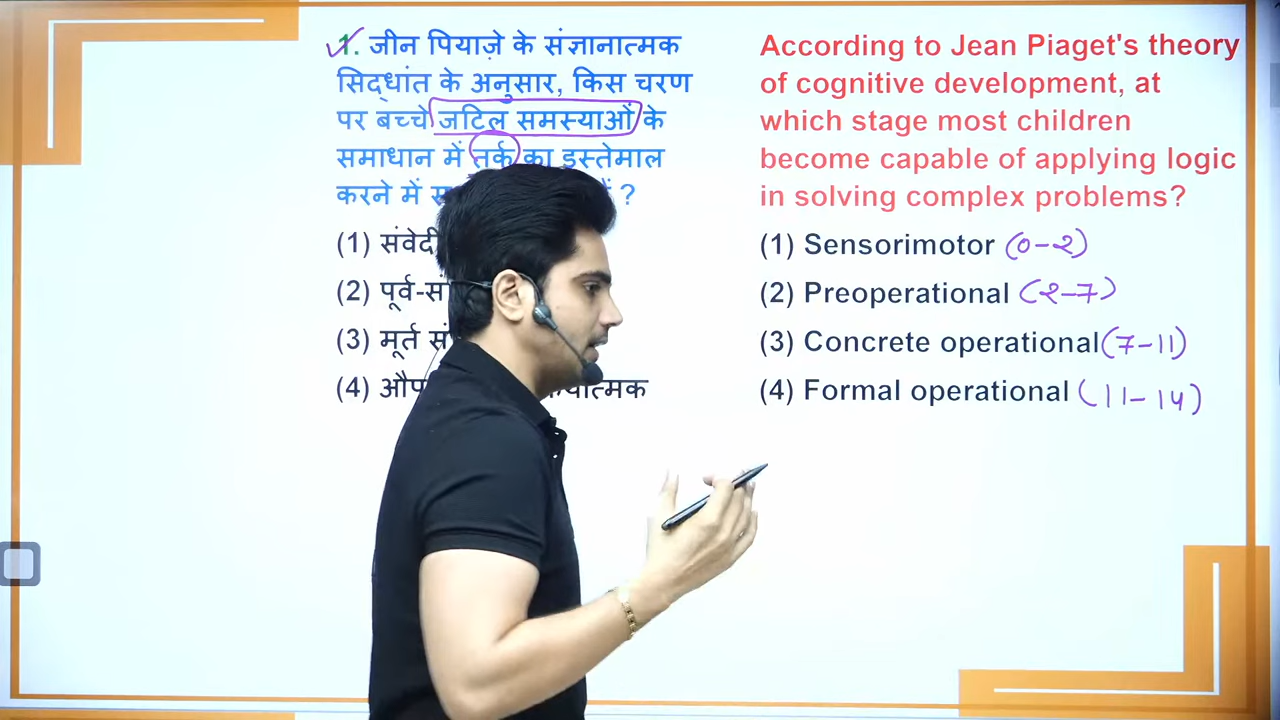 1. जीन पियाज़े के संज्ञानात्मक
सिद्धांत के अनुसार, किस चरण
पर बच्चे जटिल समस्याओं के
समाधान में तर्क का इस्तेमाल
करने में ?
(1)
(2)
(3) मूर्त
(4)
According to Jean Piaget's theory
of cognitive development, at
which stage most children
become capable of applying logic
in solving complex problems?
(1) Sensorimotor (0-2)
(2) Preoperational (2-7)
(3) Concrete operational (7-11)
(4) Formal operational (11-14)